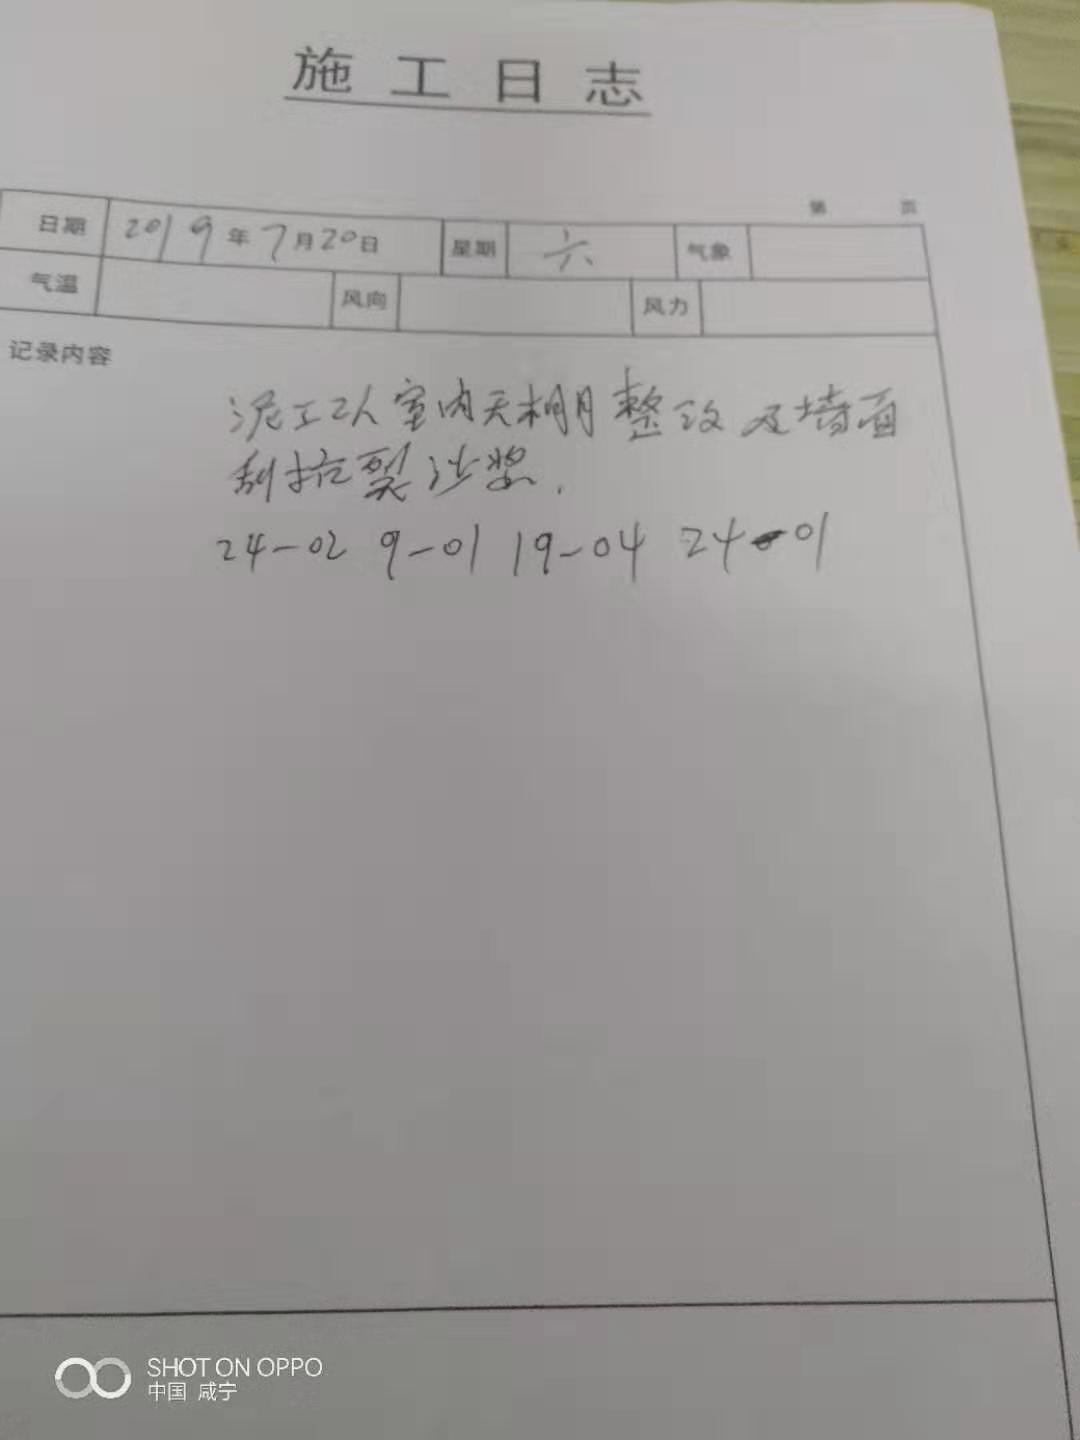 施工日志
第 页
日期 2019年7月20日 星期 六 气象
气温 风向 风力
记录内容
泥工2人室内天棚整改及墙面
刮抗裂沙浆.
24-02 9-01 19-04 24-01
SHOT ON OPPO
中国 咸宁